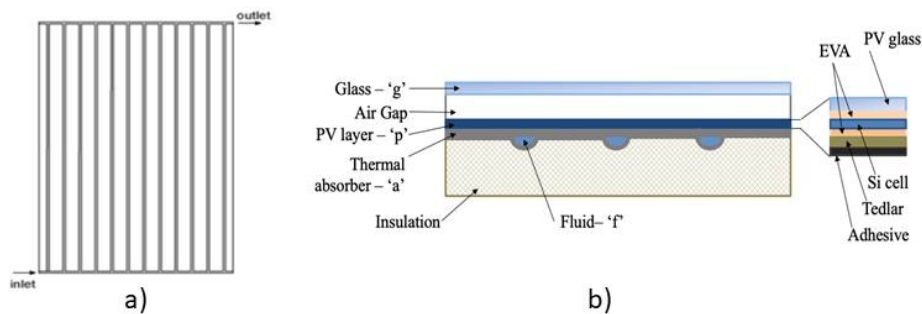 outlet
inlet
a)
Glass – ‘g’
Air Gap
PV layer – ‘p’
Thermal
absorber – ‘a’
Insulation
Fluid– ‘f’
EVA
PV glass
Si cell
Tedlar
Adhesive
b)